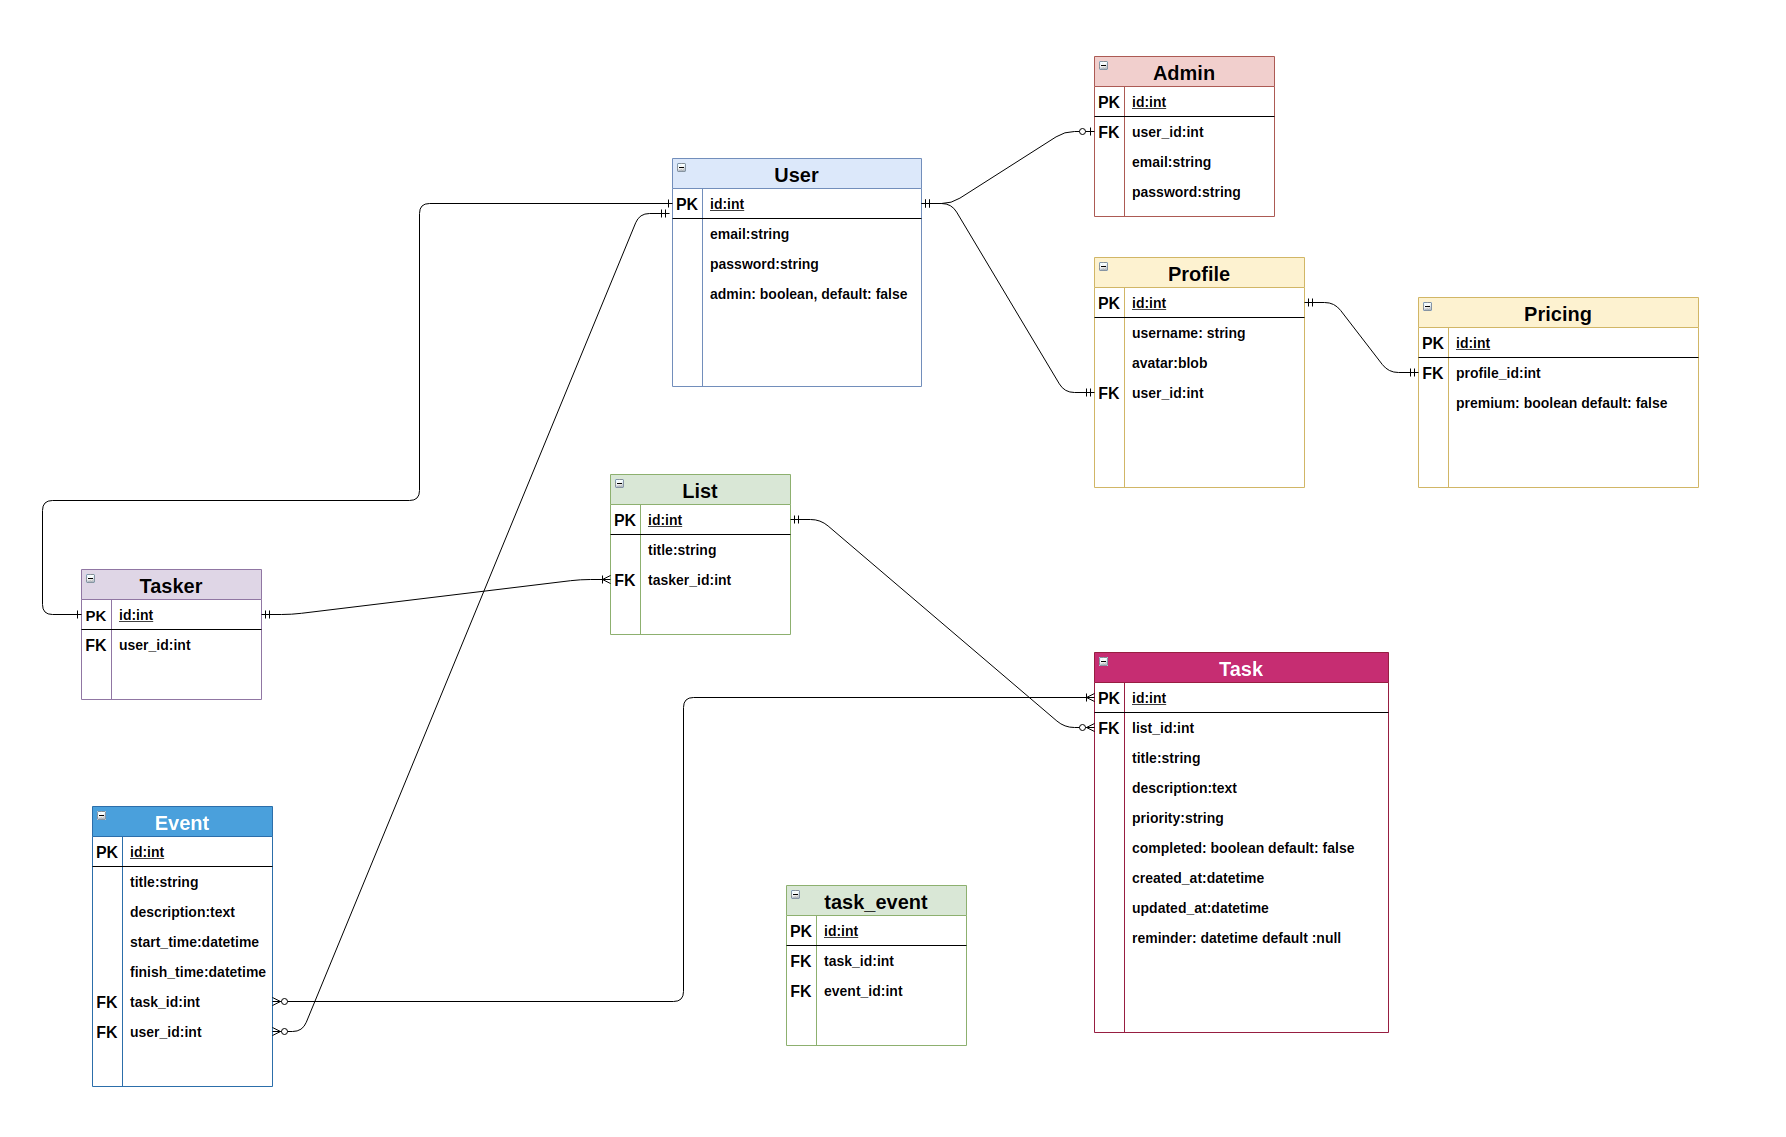 Admin
PK id:int
FK user_id:int
email:string
password:string
User
PK id:int
email:string
password:string
admin: boolean, default: false
Profile
PK id:int
username: string
avatar:blob
FK user_id:int
Pricing
PK id:int
FK profile_id:int
premium: boolean default: false
List
PK id:int
title:string
FK tasker_id:int
Tasker
PK id:int
FK user_id:int
Task
PK id:int
FK list_id:int
title:string
description:text
priority:string
completed: boolean default: false
created_at:datetime
updated_at:datetime
reminder: datetime default :null
Event
PK id:int
title:string
description:text
start_time:datetime
finish_time:datetime
FK task_id:int
FK user_id:int
task_event
PK id:int
FK task_id:int
FK event_id:int